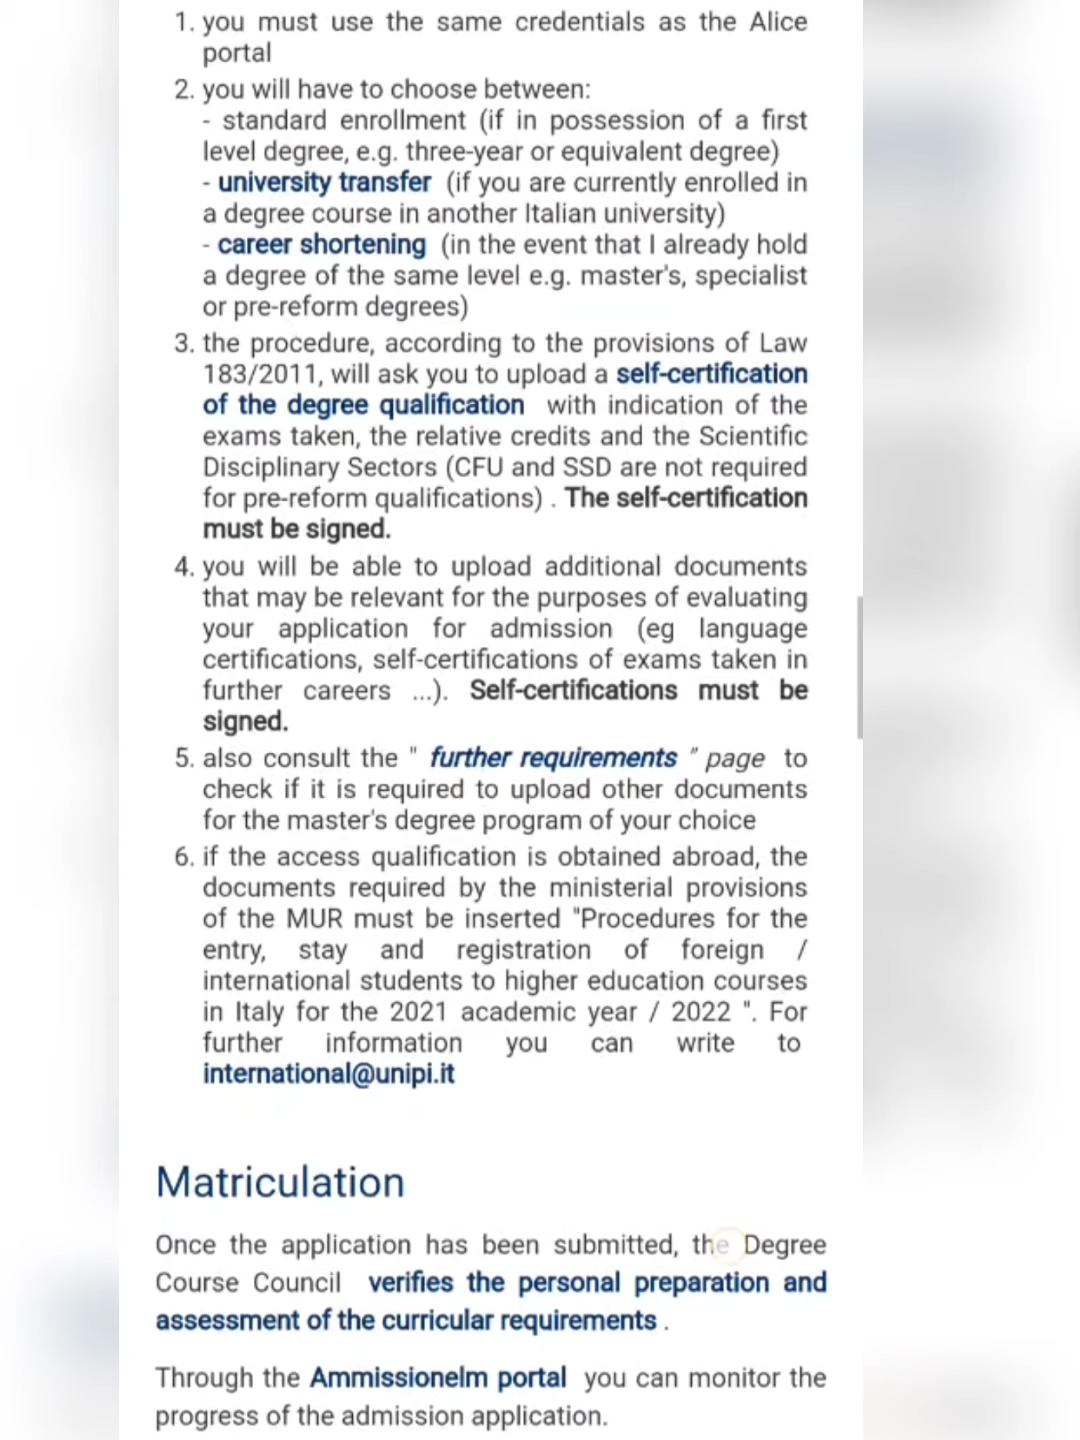 1. you must use the same credentials as the Alice
portal
2. you will have to choose between:
- standard enrollment (if in possession of a first
level degree, e.g. three-year or equivalent degree)
- university transfer (if you are currently enrolled in
a degree course in another Italian university)
- career shortening (in the event that I already hold
a degree of the same level e.g. master's, specialist
or pre-reform degrees)
3. the procedure, according to the provisions of Law
183/2011, will ask you to upload a self-certification
of the degree qualification with indication of the
exams taken, the relative credits and the Scientific
Disciplinary Sectors (CFU and SSD are not required
for pre-reform qualifications) . The self-certification
must be signed.
4. you will be able to upload additional documents
that may be relevant for the purposes of evaluating
your application for admission (eg language
certifications, self-certifications of exams taken in
further careers ...). Self-certifications must be
signed.
5. also consult the " further requirements " page to
check if it is required to upload other documents
for the master's degree program of your choice
6. if the access qualification is obtained abroad, the
documents required by the ministerial provisions
of the MUR must be inserted "Procedures for the
entry, stay and registration of foreign /
international students to higher education courses
in Italy for the 2021 academic year / 2022 ". For
further information you can write to
international@unipi.it
Matriculation
Once the application has been submitted, the Degree
Course Council verifies the personal preparation and
assessment of the curricular requirements .
Through the Ammissionelm portal you can monitor the
progress of the admission application.